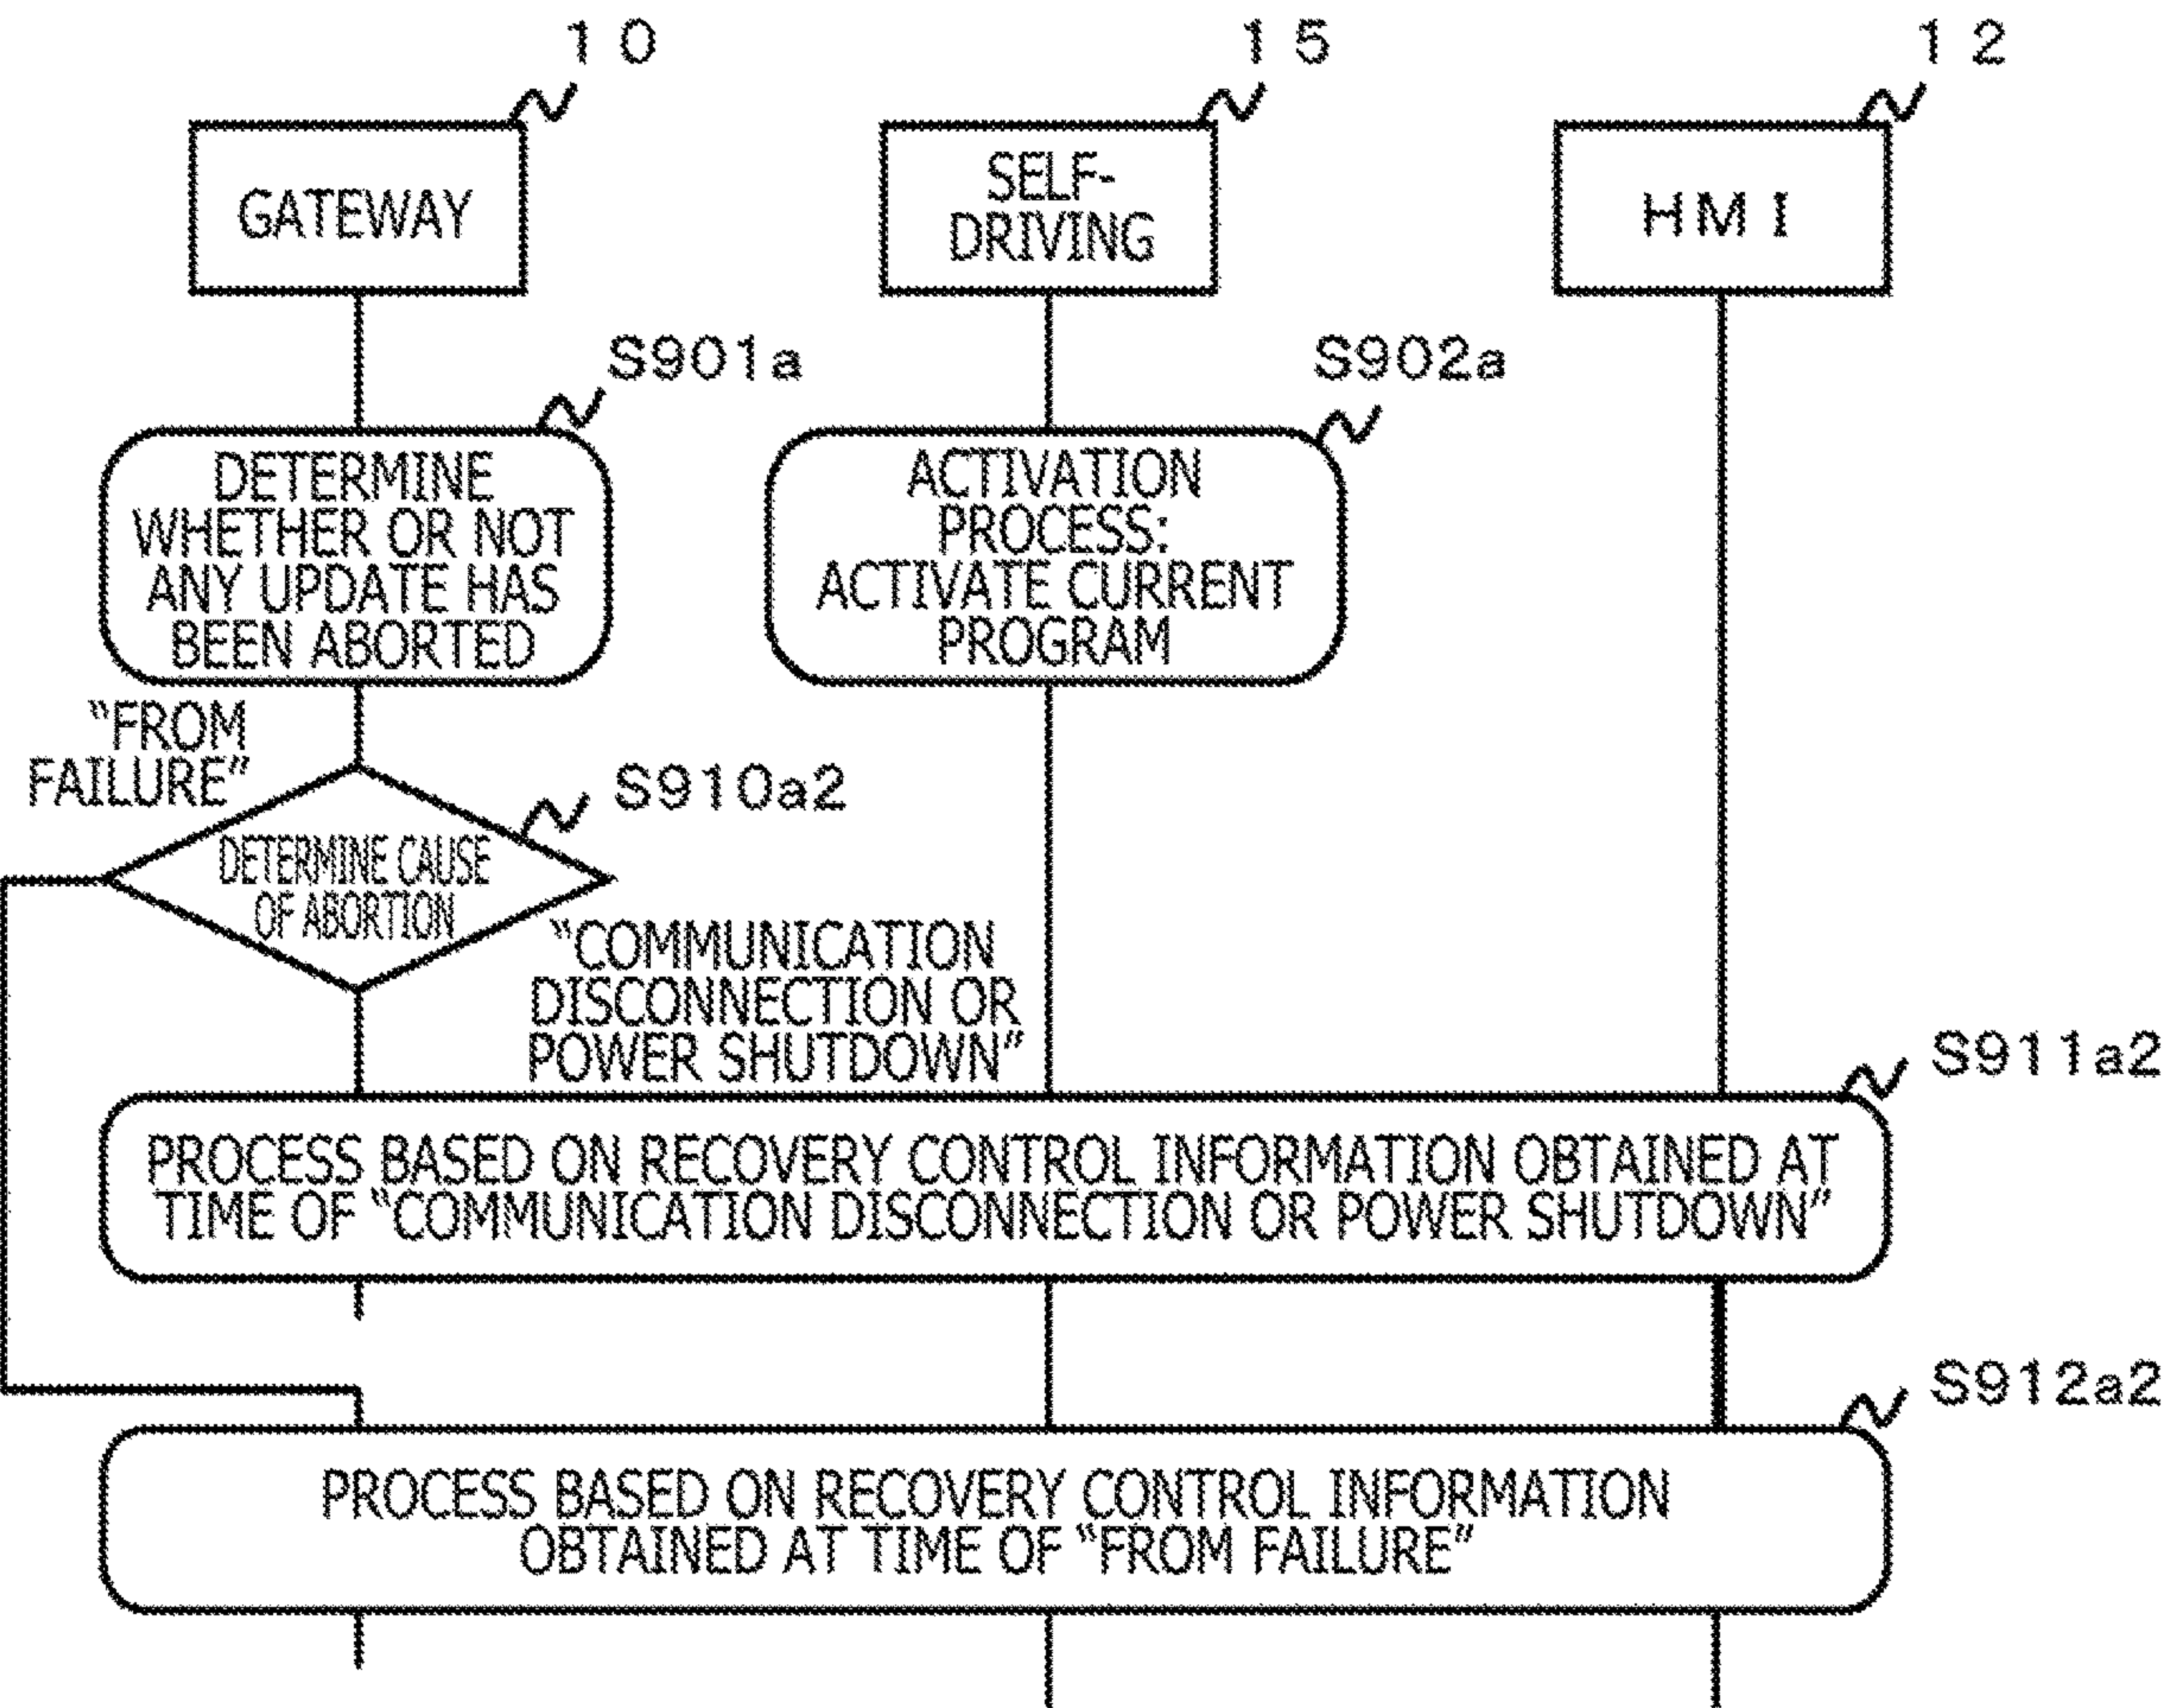 10
15
12
GATEWAY
SELF-
DRIVING
HMI
S901a
S902a
DETERMINE
WHETHER OR NOT
ANY UPDATE HAS
BEEN ABORTED
ACTIVATION
PROCESS:
ACTIVATE CURRENT
PROGRAM
“FROM
FAILURE”
S910a2
DETERMINE CAUSE
OF ABORTION
“COMMUNICATION
DISCONNECTION OR
POWER SHUTDOWN”
S911a2
PROCESS BASED ON RECOVERY CONTROL INFORMATION OBTAINED AT
TIME OF “COMMUNICATION DISCONNECTION OR POWER SHUTDOWN”
S912a2
PROCESS BASED ON RECOVERY CONTROL INFORMATION
OBTAINED AT TIME OF “FROM FAILURE”